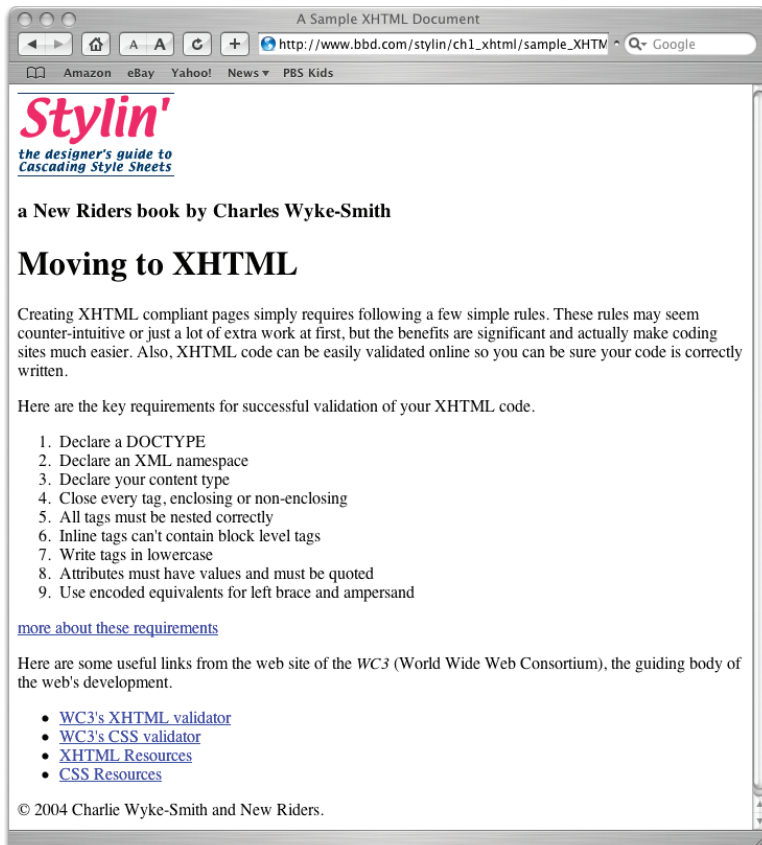 A Sample XHTML Document
A A + http://www.bbd.com/stylin/ch1_xhtml/sample_XHTM Google
Amazon eBay Yahoo! News PBS Kids
Stylin'
the designer's guide to
Cascading Style Sheets
a New Riders book by Charles Wyke-Smith
Moving to XHTML
Creating XHTML compliant pages simply requires following a few simple rules. These rules may seem
counter-intuitive or just a lot of extra work at first, but the benefits are significant and actually make coding
sites much easier. Also, XHTML code can be easily validated online so you can be sure your code is correctly
written.
Here are the key requirements for successful validation of your XHTML code.
1. Declare a DOCTYPE
2. Declare an XML namespace
3. Declare your content type
4. Close every tag, enclosing or non-enclosing
5. All tags must be nested correctly
6. Inline tags can't contain block level tags
7. Write tags in lowercase
8. Attributes must have values and must be quoted
9. Use encoded equivalents for left brace and ampersand
more about these requirements
Here are some useful links from the web site of the WC3 (World Wide Web Consortium), the guiding body of
the web's development.
• WC3's XHTML validator
• WC3's CSS validator
• XHTML Resources
• CSS Resources
© 2004 Charlie Wyke-Smith and New Riders.